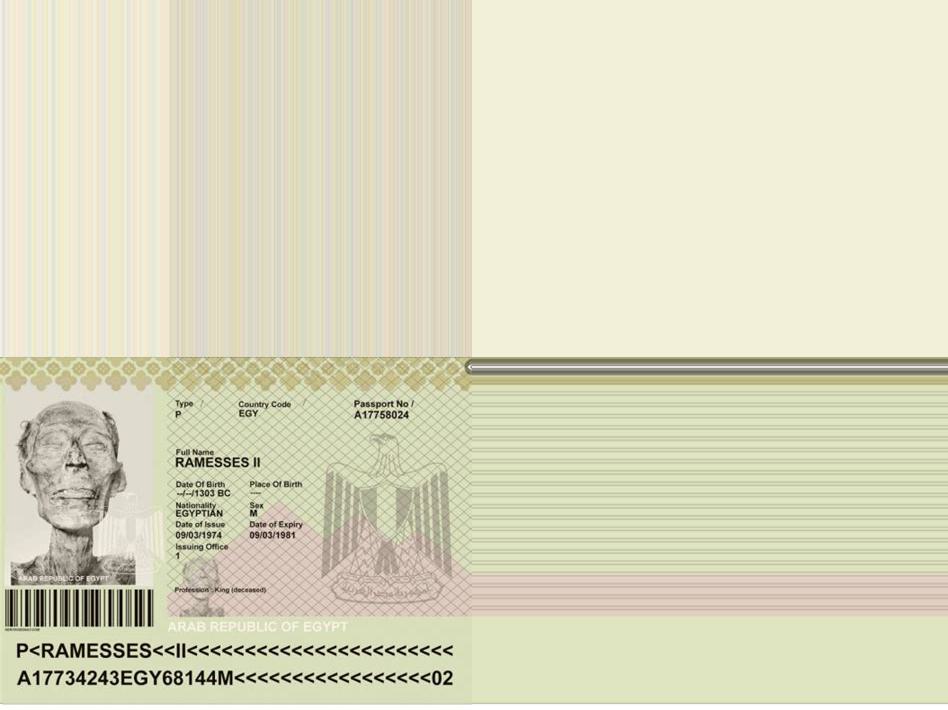 Type / Country Code / Passport No /
P EGY A17758024
Full Name
RAMESSES II
Date Of Birth Place Of Birth
--/--/1303 BC ----
Nationality Sex
EGYPTIAN M
Date of Issue Date of Expiry
09/03/1974 09/03/1981
Issuing Office
1
ARAB REPUBLIC OF EGYPT
Profession : King (deceased)
ARAB REPUBLIC OF EGYPT
P<RAMESSES<<II<<<<<<<<<<<<<<<<<<<<<<<
A17734243EGY68144M<<<<<<<<<<<<<<<<<02